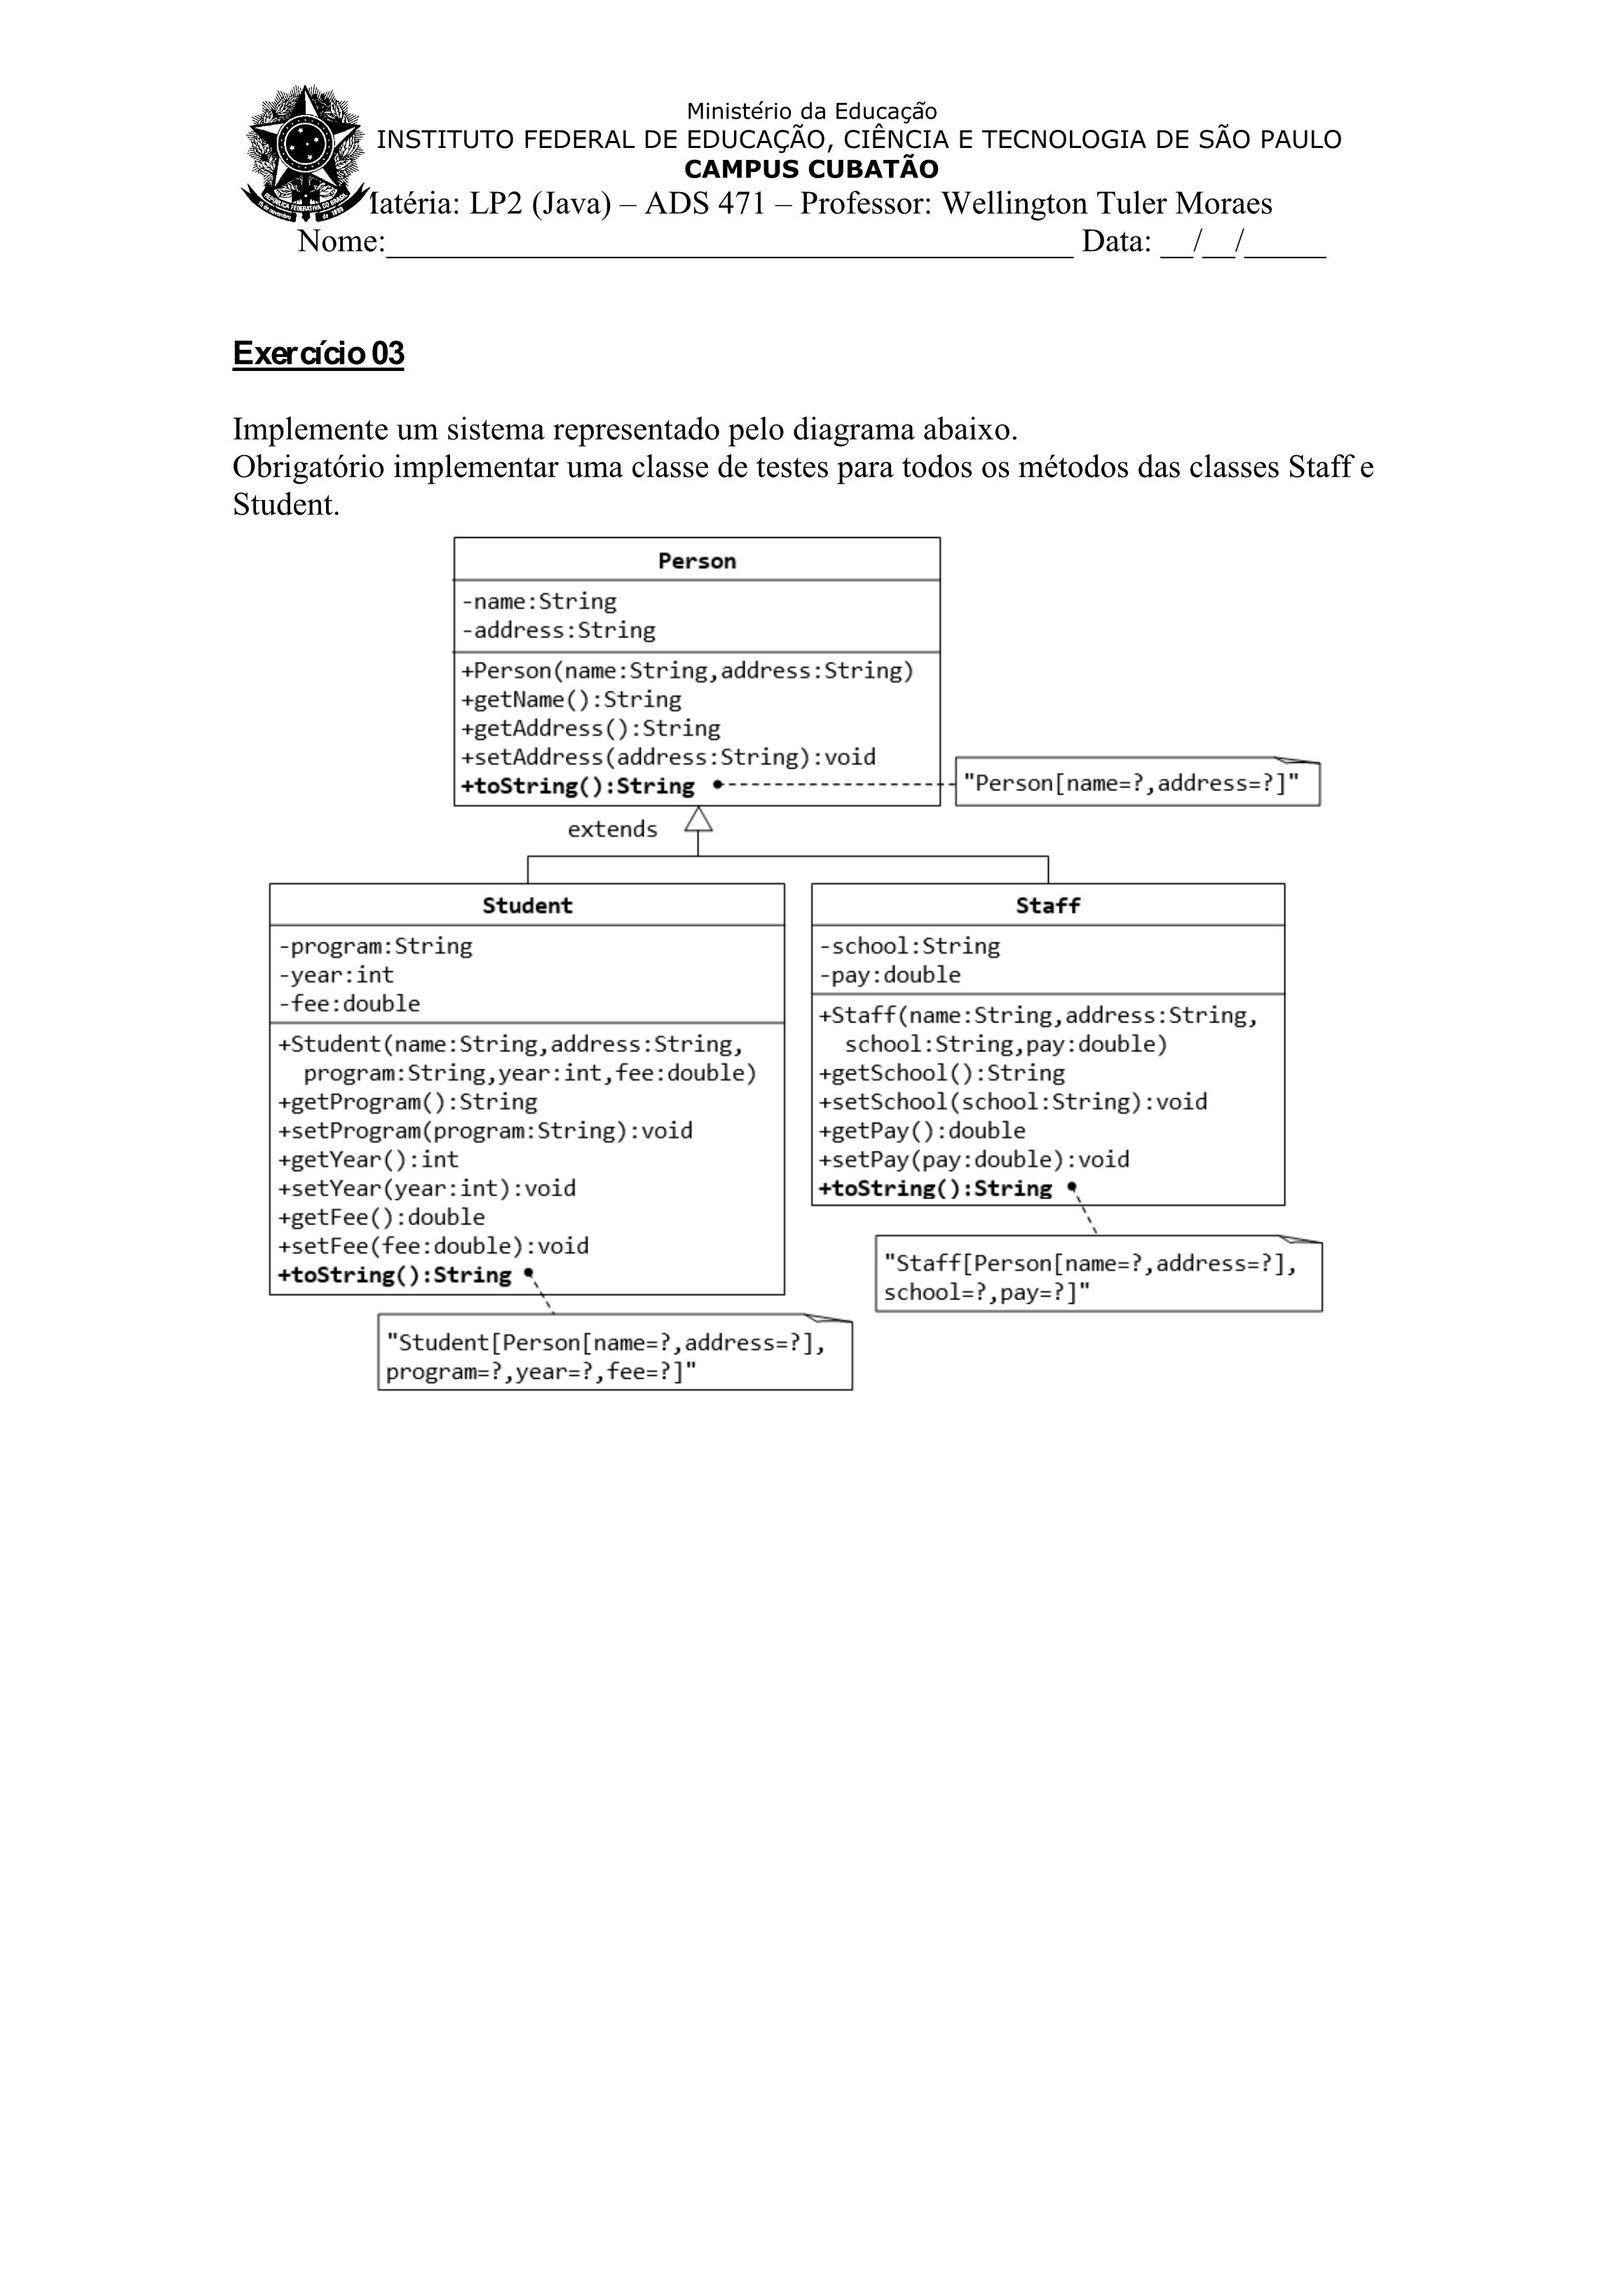 Ministério da Educação
INSTITUTO FEDERAL DE EDUCAÇÃO, CIÊNCIA E TECNOLOGIA DE SÃO PAULO
CAMPUS CUBATÃO
atéria: LP2 (Java) – ADS 471 – Professor: Wellington Tuler Moraes
Nome:__________________________________________ Data: __/__/_____
Exercício 03
Implemente um sistema representado pelo diagrama abaixo.
Obrigatório implementar uma classe de testes para todos os métodos das classes Staff e
Student.
Person
-name:String
-address:String
+Person(name:String,address:String)
+getName():String
+getAddress():String
+setAddress(address:String):void
+toString():String
"Person[name=?,address=?]"
extends
Student
-program:String
-year:int
-fee:double
+Student(name:String,address:String,
program:String,year:int,fee:double)
+getProgram():String
+setProgram(program:String):void
+getYear():int
+setYear(year:int):void
+getFee():double
+setFee(fee:double):void
+toString():String
"Student[Person[name=?,address=?],
program=?,year=?,fee=?]"
Staff
-school:String
-pay:double
+Staff(name:String,address:String,
school:String,pay:double)
+getSchool():String
+setSchool(school:String):void
+getPay():double
+setPay(pay:double):void
+toString():String
"Staff[Person[name=?,address=?],
school=?,pay=?]"